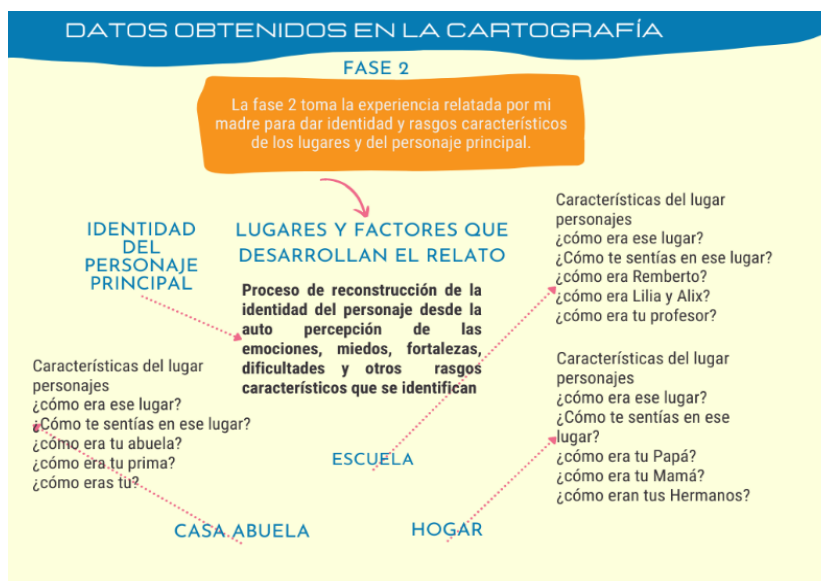 DATOS OBTENIDOS EN LA CARTOGRAFÍA
FASE 2
La fase 2 toma la experiencia relatada por mi
madre para dar identidad y rasgos característicos
de los lugares y del personaje principal.
IDENTIDAD
DEL
PERSONAJE
PRINCIPAL
LUGARES Y FACTORES QUE
DESARROLLAN EL RELATO
Proceso de reconstrucción de la
identidad del personaje desde la
auto percepción de las
emociones, miedos, fortalezas,
dificultades y otros rasgos
característicos que se identifican
Características del lugar
personajes
¿cómo era ese lugar?
¿Cómo te sentías en ese lugar?
¿cómo era Remberto?
¿cómo era Lilia y Alix?
¿cómo era tu profesor?
Características del lugar
personajes
¿cómo era ese lugar?
¿Cómo te sentías en ese lugar?
¿cómo era tu abuela?
¿cómo era tu prima?
¿cómo eras tu?
Características del lugar
personajes
¿cómo era ese lugar?
¿Cómo te sentías en ese
lugar?
¿cómo era tu Papá?
¿cómo era tu Mamá?
¿cómo eran tus Hermanos?
ESCUELA
CASA ABUELA
HOGAR